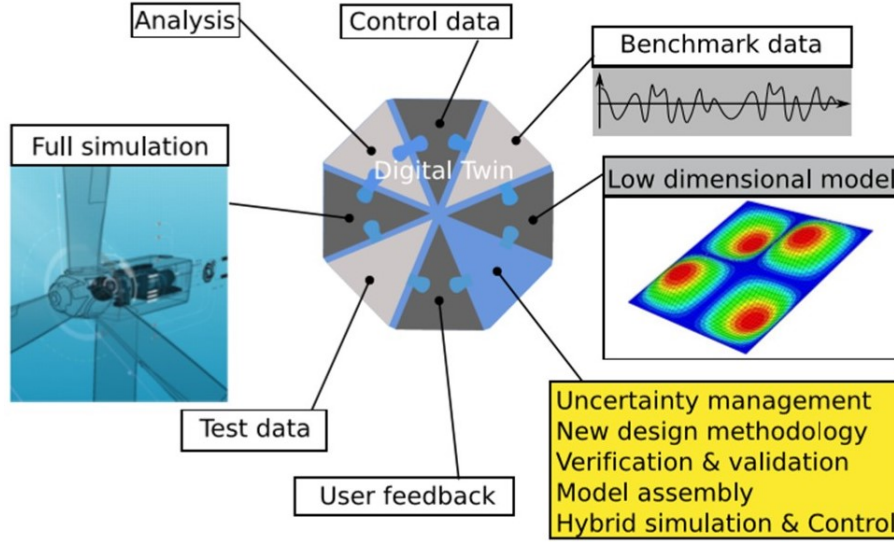 Analysis
Control data
Benchmark data
Full simulation
Digital Twin
Low dimensional model
Test data
User feedback
Uncertainty management
New design methodology
Verification & validation
Model assembly
Hybrid simulation & Control